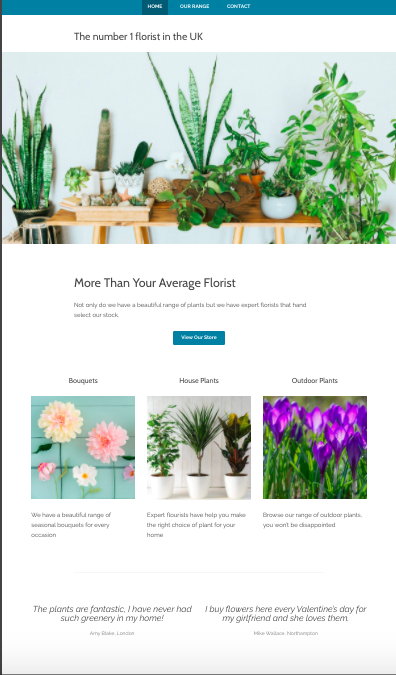 HOME OUR RANGE CONTACT
The number 1 florist in the UK
More Than Your Average Florist
Not only do we have a beautiful range of plants but we have expert florists that hand
select our stock.
View Our Store
Bouquets
House Plants
Outdoor Plants
We have a beautiful range of
seasonal bouquets for every
occasion
Expert flourists have help you make
the right choice of plant for your
home
Browse our range of outdoor plants,
you won't be disappointed
The plants are fantastic, I have never had
such greenery in my home!
Amy Blake, London
I buy flowers here every Valentine's day for
my girlfriend and she loves them.
Mike Wallace, Northampton